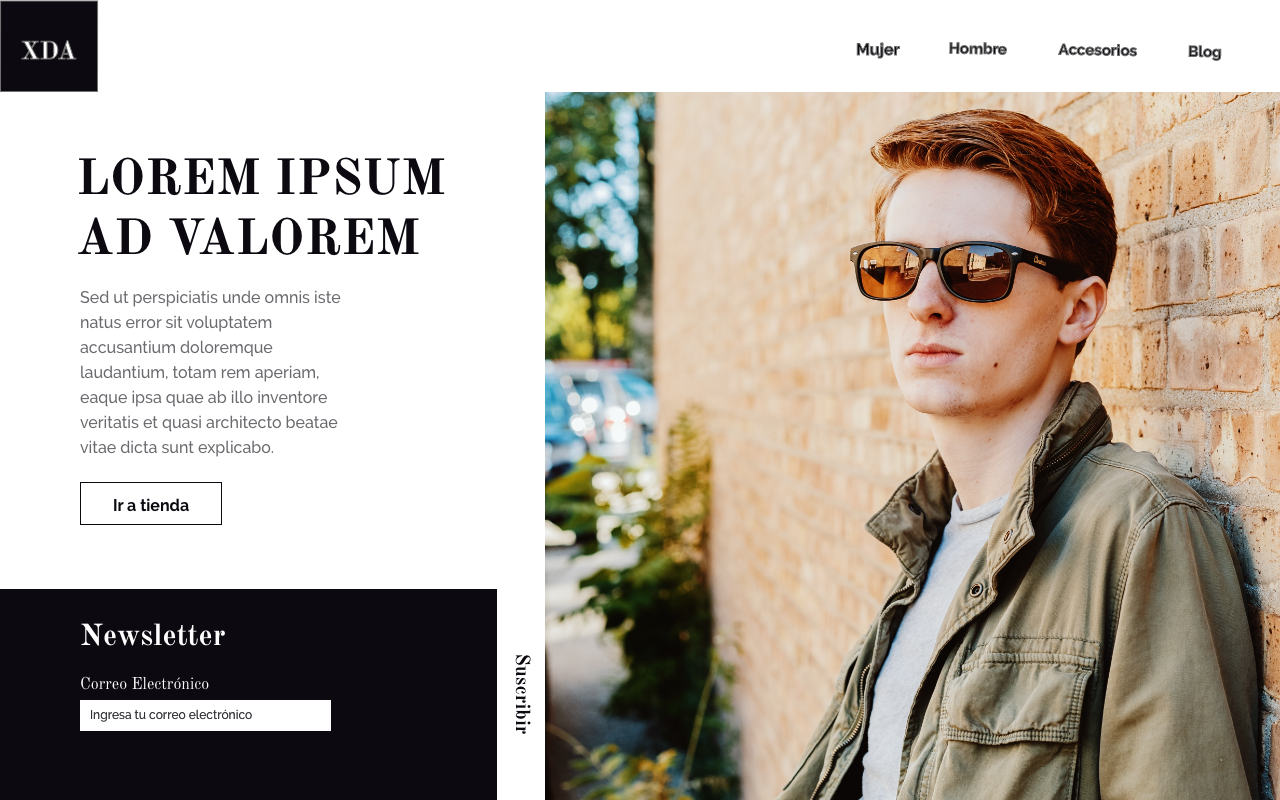 XDA
Mujer
Hombre
Accesorios
Blog
LOREM IPSUM
AD VALOREM
Sed ut perspiciatis unde omnis iste
natus error sit voluptatem
accusantium doloremque
laudantium, totam rem aperiam,
eaque ipsa quae ab illo inventore
veritatis et quasi architecto beatae
vitae dicta sunt explicabo.
Ir a tienda
Newsletter
Correo Electrónico
Ingresa tu correo electrónico
Suscribir